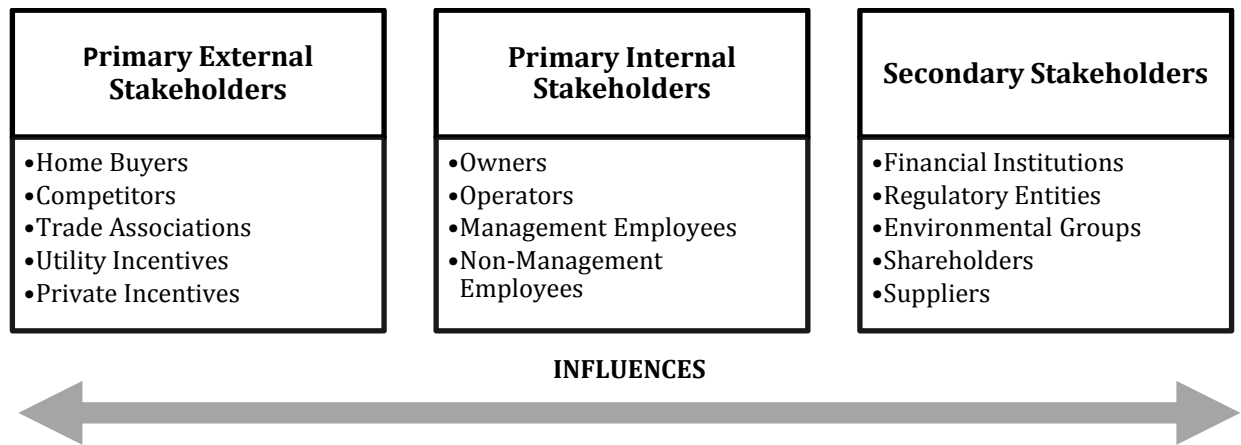 Primary External
Stakeholders
•Home Buyers
•Competitors
•Trade Associations
•Utility Incentives
•Private Incentives
Primary Internal
Stakeholders
•Owners
•Operators
•Management Employees
•Non-Management
Employees
Secondary Stakeholders
•Financial Institutions
•Regulatory Entities
•Environmental Groups
•Shareholders
•Suppliers
INFLUENCES